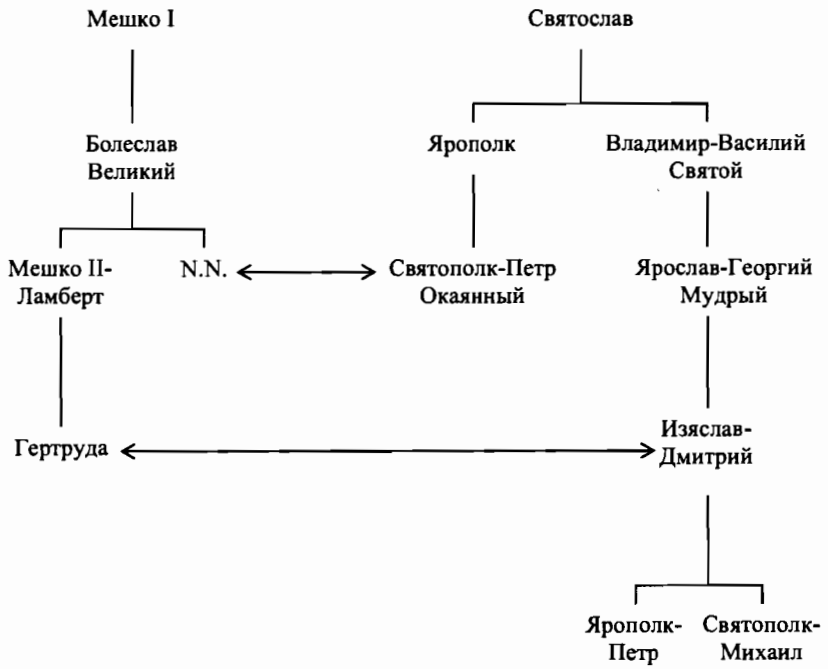 Мешко I
Святослав
Болеслав
Великий
Ярополк
Владимир-Василий
Святой
Мешко II-
Ламберт
N.N.
Святополк-Петр
Окаянный
Ярослав-Георгий
Мудрый
Гертруда
Изяслав-
Дмитрий
Ярополк-
Петр
Святополк-
Михаил